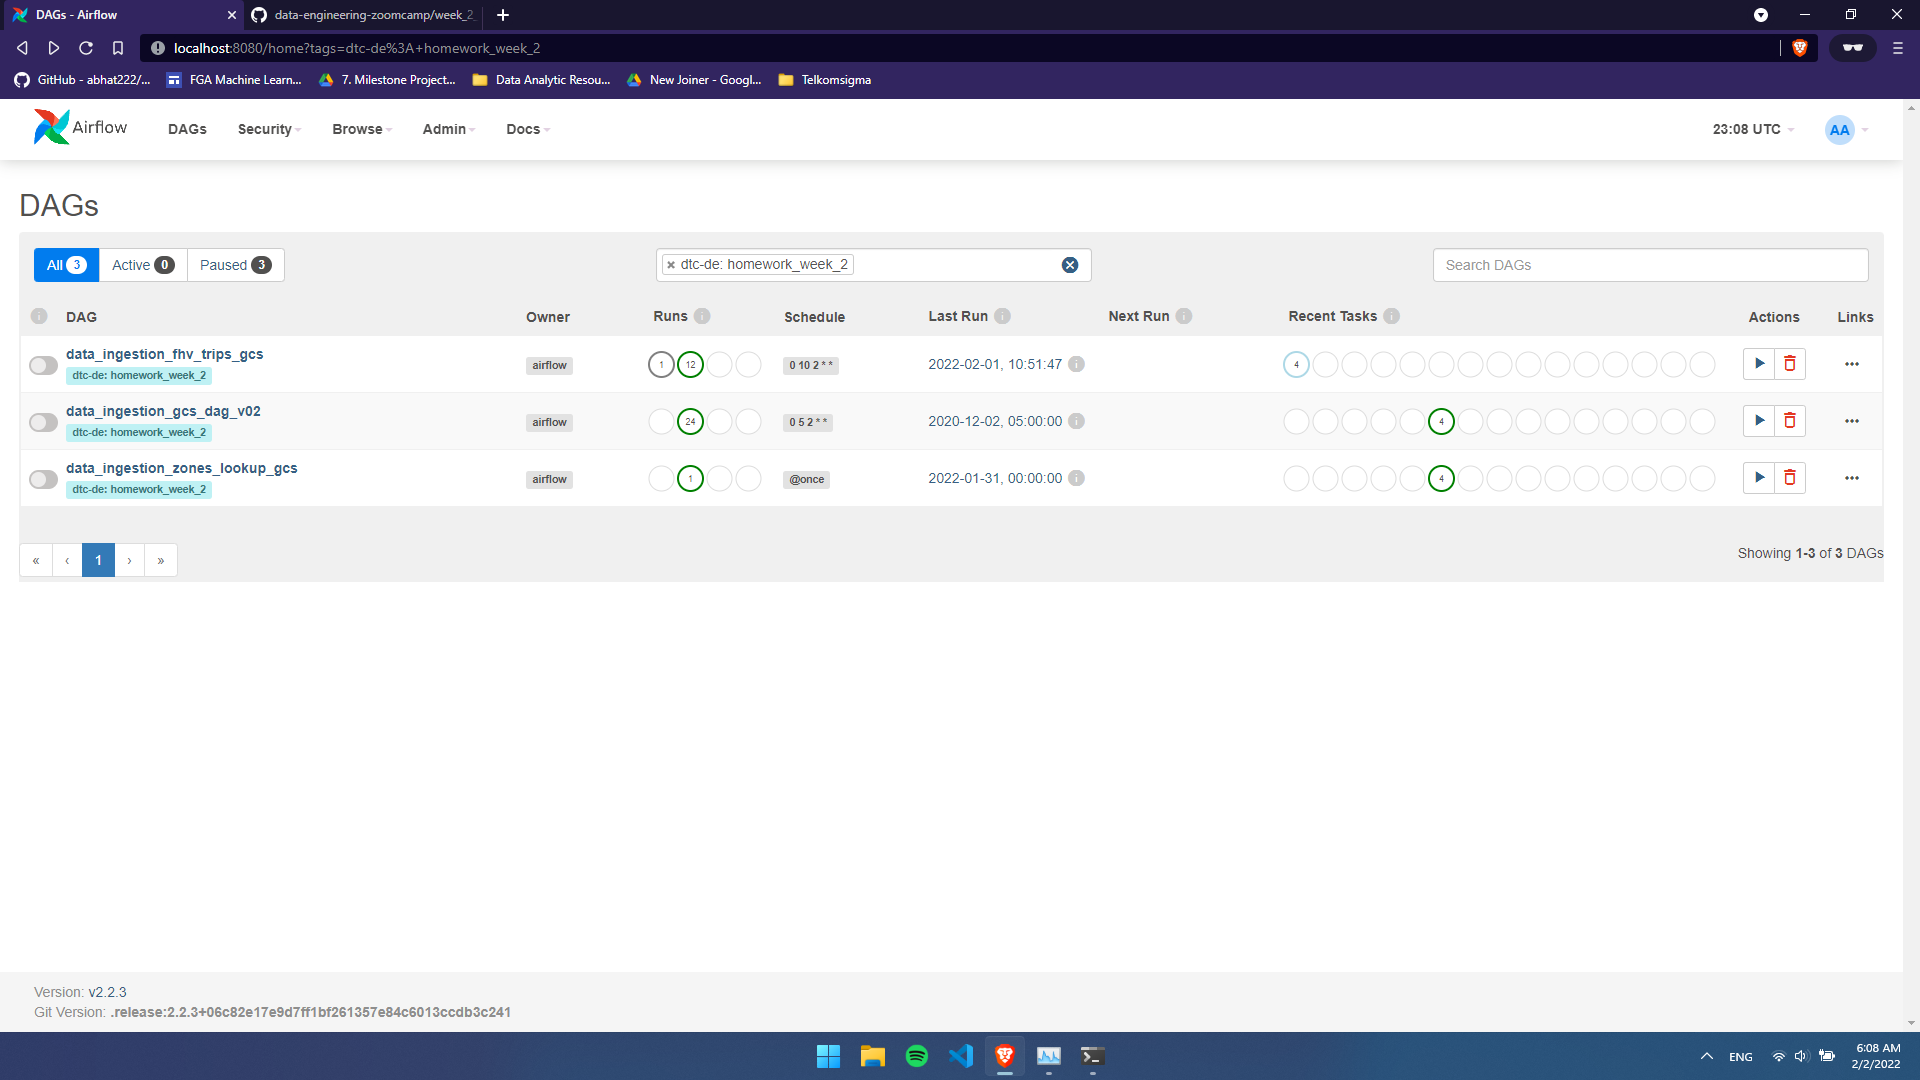 DAGs - Airflow
data-engineering-zoomcamp/week_2
localhost:8080/home?tags=dtc-de%3A+homework_week_2
GitHub - abhat222/...
FGA Machine Learn...
7. Milestone Project...
Data Analytic Resou...
New Joiner - Googl...
Telkomsigma
Airflow
DAGs
Security
Browse
Admin
Docs
23:08 UTC
AA
DAGs
All 3
Active 0
Paused 3
× dtc-de: homework_week_2
Search DAGs
DAG
Owner
Runs
Schedule
Last Run
Next Run
Recent Tasks
Actions
Links
data_ingestion_fhv_trips_gcs
dtc-de: homework_week_2
airflow
1
12
0 10 2 * *
2022-02-01, 10:51:47
4
data_ingestion_gcs_dag_v02
dtc-de: homework_week_2
airflow
24
0 5 2 * *
2020-12-02, 05:00:00
4
data_ingestion_zones_lookup_gcs
dtc-de: homework_week_2
airflow
1
@once
2022-01-31, 00:00:00
4
« ‹ 1 › »
Showing 1-3 of 3 DAGs
Version: v2.2.3
Git Version: .release:2.2.3+06c82e17e9d7ff1bf261357e84c6013ccdb3c241
ENG
6:08 AM
2/2/2022